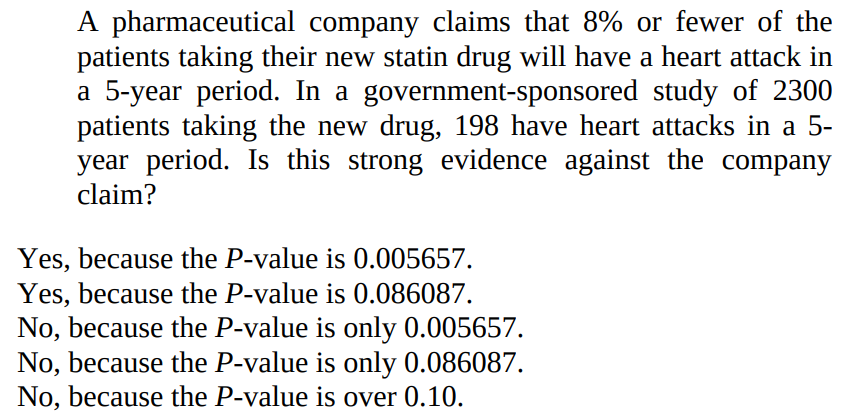 A pharmaceutical company claims that 8% or fewer of the
patients taking their new statin drug will have a heart attack in
a 5-year period. In a government-sponsored study of 2300
patients taking the new drug, 198 have heart attacks in a 5-
year period. Is this strong evidence against the company
claim?
Yes, because the P-value is 0.005657.
Yes, because the P-value is 0.086087.
No, because the P-value is only 0.005657.
No, because the P-value is only 0.086087.
No, because the P-value is over 0.10.